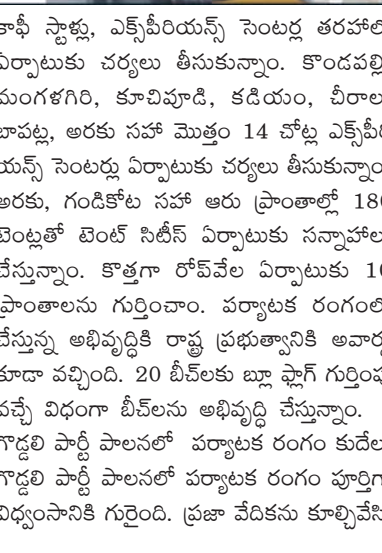 కాఫీ స్టాళ్లు, ఎక్స్‌పీరియన్స్ సెంటర్ల తరహాలో
ఏర్పాటుకు చర్యలు తీసుకున్నాం. కొండపల్లి
మంగళగిరి, కూచిపూడి, కడియం, చీరాల
బాపట్ల, అరకు సహా మొత్తం 14 చోట్ల ఎక్స్‌పీరి
యన్స్ సెంటర్లు ఏర్పాటుకు చర్యలు తీసుకున్నాం
అరకు, గండికోట సహా ఆరు ప్రాంతాల్లో 180
టెంట్లతో టెంట్ సిటీస్ ఏర్పాటుకు సన్నాహాల
చేస్తున్నాం. కొత్తగా రోప్‌వేల ఏర్పాటుకు 10
ప్రాంతాలను గుర్తించాం. పర్యాటక రంగంలో
చేస్తున్న అభివృద్ధికి రాష్ట్ర ప్రభుత్వానికి అవార్డ
కూడా వచ్చింది. 20 బీచ్‌లకు బ్లూ ఫ్లాగ్ గుర్తింపు
వచ్చే విధంగా బీచ్‌లను అభివృద్ధి చేస్తున్నాం.
గొడ్డలి పార్టీ పాలనలో పర్యాటక రంగం కుదేల
గొడ్డలి పార్టీ పాలనలో పర్యాటక రంగం పూర్తిగా
విధ్వంసానికి గురైంది. ప్రజా వేదికను కూల్చివేసి